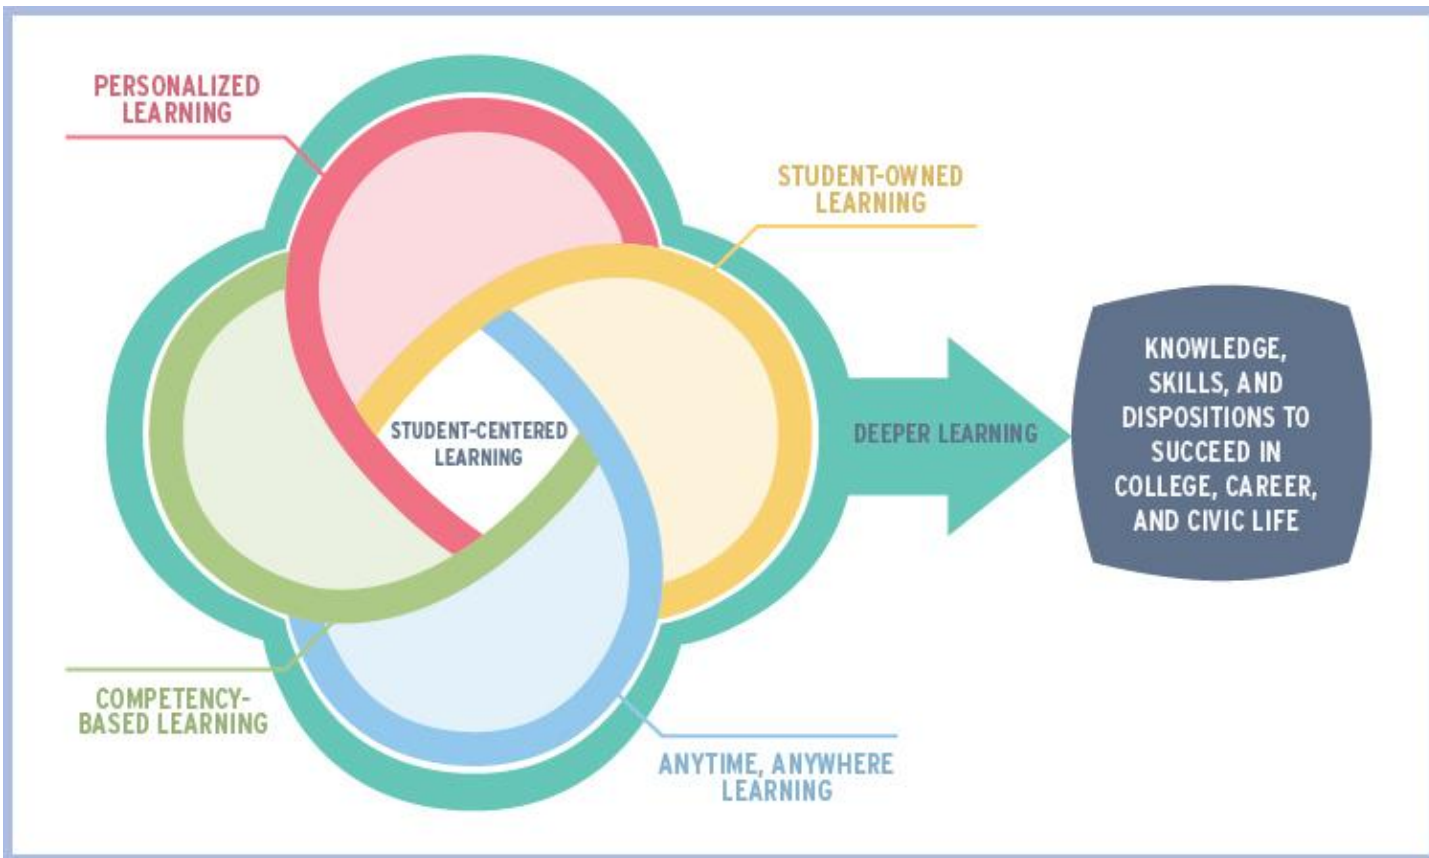 PERSONALIZED
LEARNING
STUDENT-OWNED
LEARNING
STUDENT-CENTERED
LEARNING
DEEPER LEARNING
KNOWLEDGE,
SKILLS, AND
DISPOSITIONS TO
SUCCEED IN
COLLEGE, CAREER,
AND CIVIC LIFE
COMPETENCY-
BASED LEARNING
ANYTIME, ANYWHERE
LEARNING